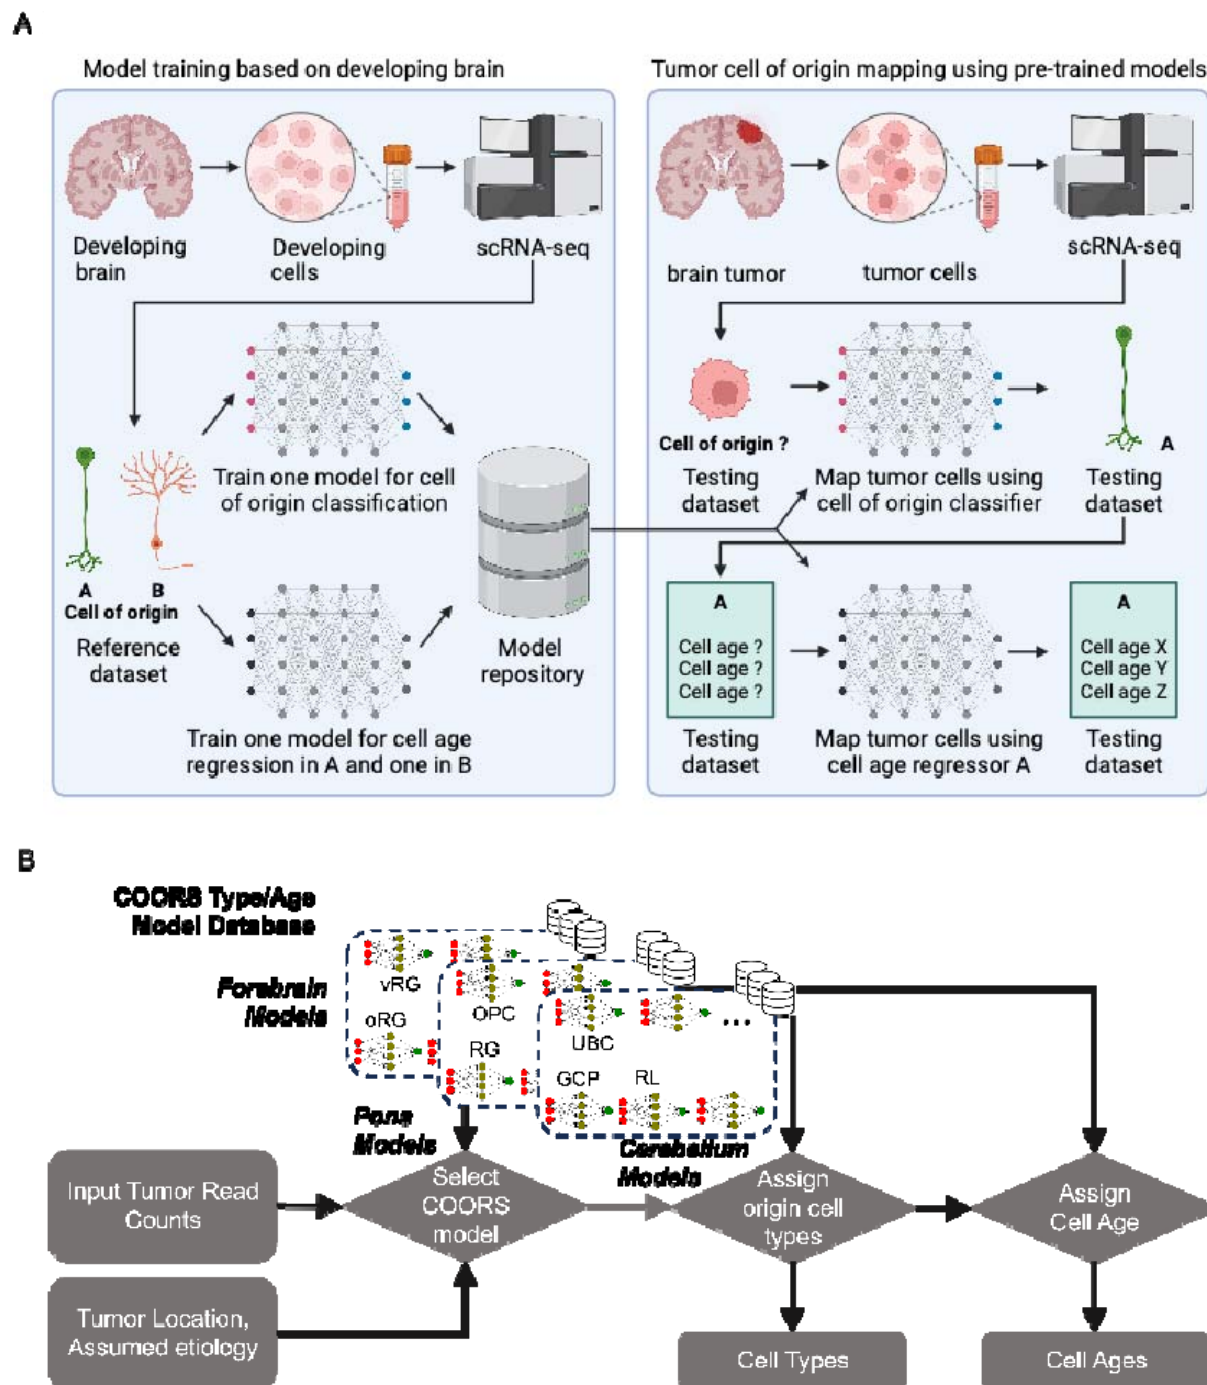 A
Model training based on developing brain
Tumor cell of origin mapping using pre-trained models
Developing
brain
Developing
cells
scRNA-seq
brain tumor
tumor cells
scRNA-seq
Train one model for cell
of origin classification
A
B
Cell of origin
Reference
dataset
Model
repository
Train one model for cell age
regression in A and one in B
Cell of origin ?
Testing
dataset
Map tumor cells using
cell of origin classifier
A
Testing
dataset
A
Cell age ?
Cell age ?
Cell age ?
Testing
dataset
Map tumor cells using
cell age regressor A
A
Cell age X
Cell age Y
Cell age Z
Testing
dataset
B
COORS Type/Age
Model Database
Forebrain
Models
vRG
oRG
OPC
RG
UBC
GCP
RL
...
Pons
Models
Cerebellum
Models
Input Tumor Read
Counts
Select
COORS
model
Assign
origin cell
types
Assign
Cell Age
Tumor Location,
Assumed etiology
Cell Types
Cell Ages